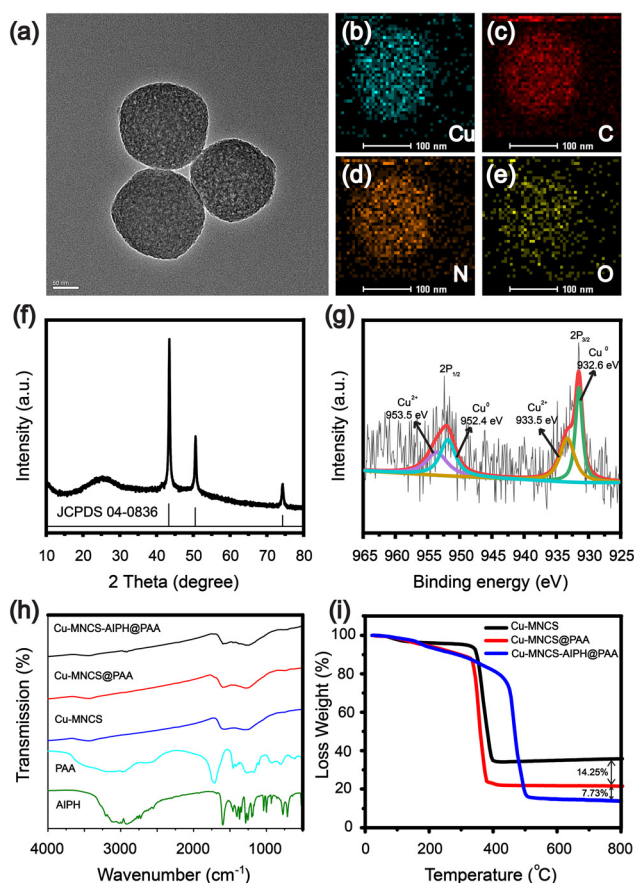 (a)
50 nm
(b)
100 nm
Cu
(c)
100 nm
C
(d)
100 nm
N
(e)
100 nm
O
(f)
Intensity (a.u.)
JCPDS 04-0836
10 20 30 40 50 60 70 80
2 Theta (degree)
(g)
Intensity (a.u.)
2P3/2
Cu0
932.6 eV
2P1/2
Cu2+
953.5 eV
Cu0
952.4 eV
Cu2+
933.5 eV
965 960 955 950 945 940 935 930 925
Binding energy (eV)
(h)
Transmission (%)
Cu-MNCS-AIPH@PAA
Cu-MNCS@PAA
Cu-MNCS
PAA
AIPH
4000 3000 2000 1000
Wavenumber (cm-1)
(i)
Loss Weight (%)
100
80
60
40
20
0
Cu-MNCS
Cu-MNCS@PAA
Cu-MNCS-AIPH@PAA
14.25%
7.73%
0 200 400 600 800
Temperature (°C)